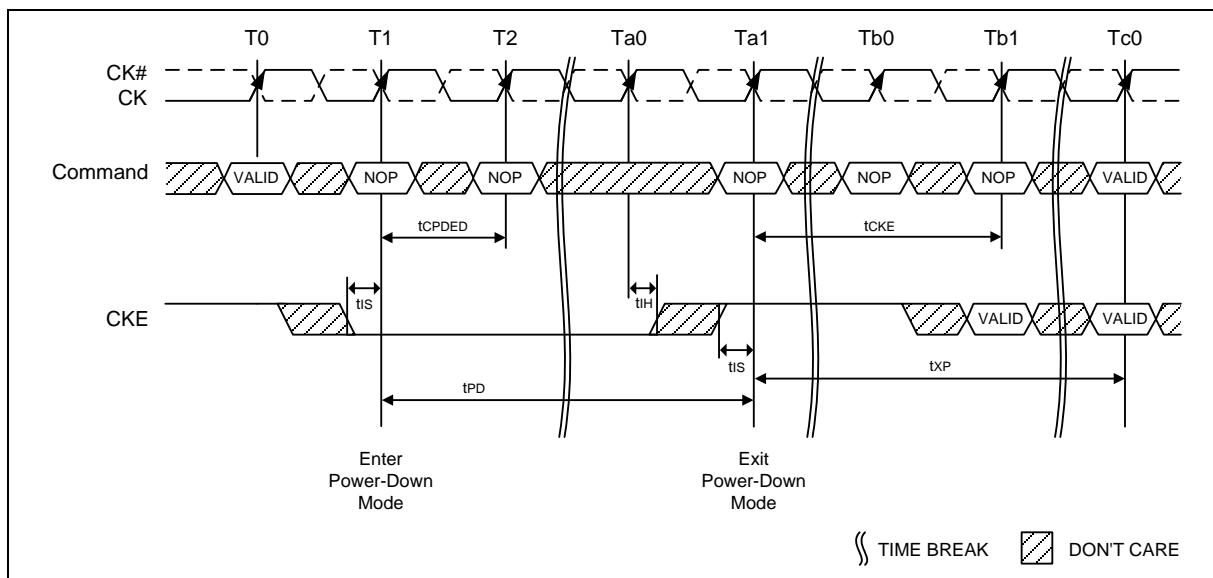 T0 T1 T2 Ta0 Ta1 Tb0 Tb1 Tc0
CK#
CK
Command VALID NOP NOP NOP NOP NOP VALID
tCPDED tCKE
tIS tIH
CKE VALID VALID
tIS
tPD tXP
Enter
Power-Down
Mode
Exit
Power-Down
Mode
TIME BREAK DON'T CARE